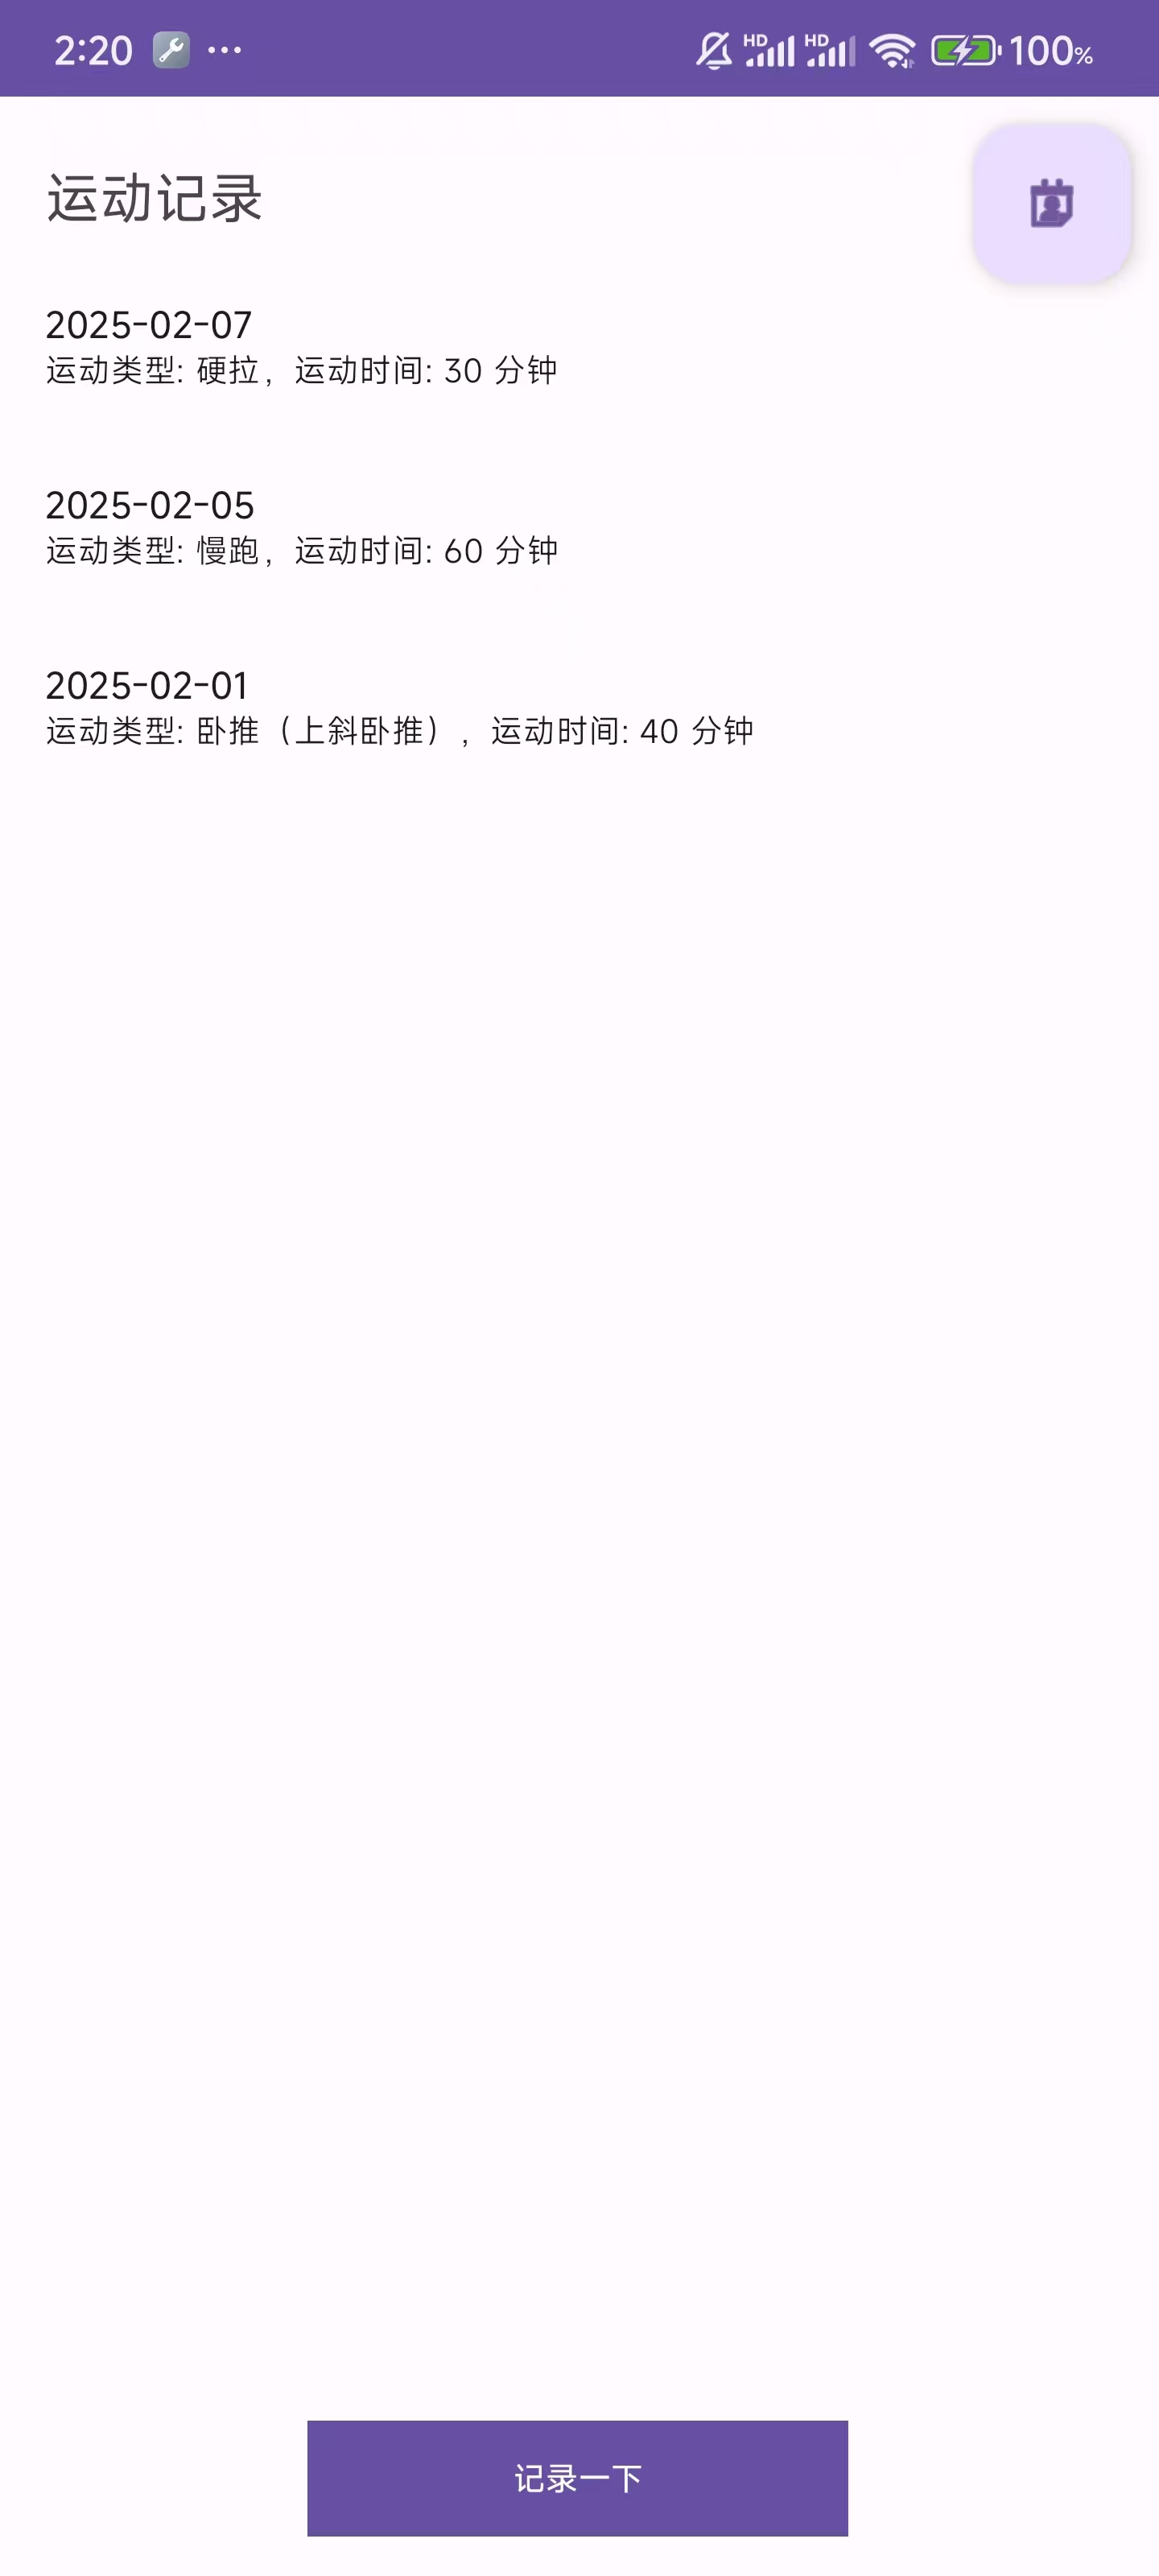 2:20 ... HD HD 100%
运动记录
2025-02-07
运动类型: 硬拉，运动时间: 30 分钟
2025-02-05
运动类型: 慢跑，运动时间: 60 分钟
2025-02-01
运动类型: 卧推（上斜卧推），运动时间: 40 分钟
记录一下